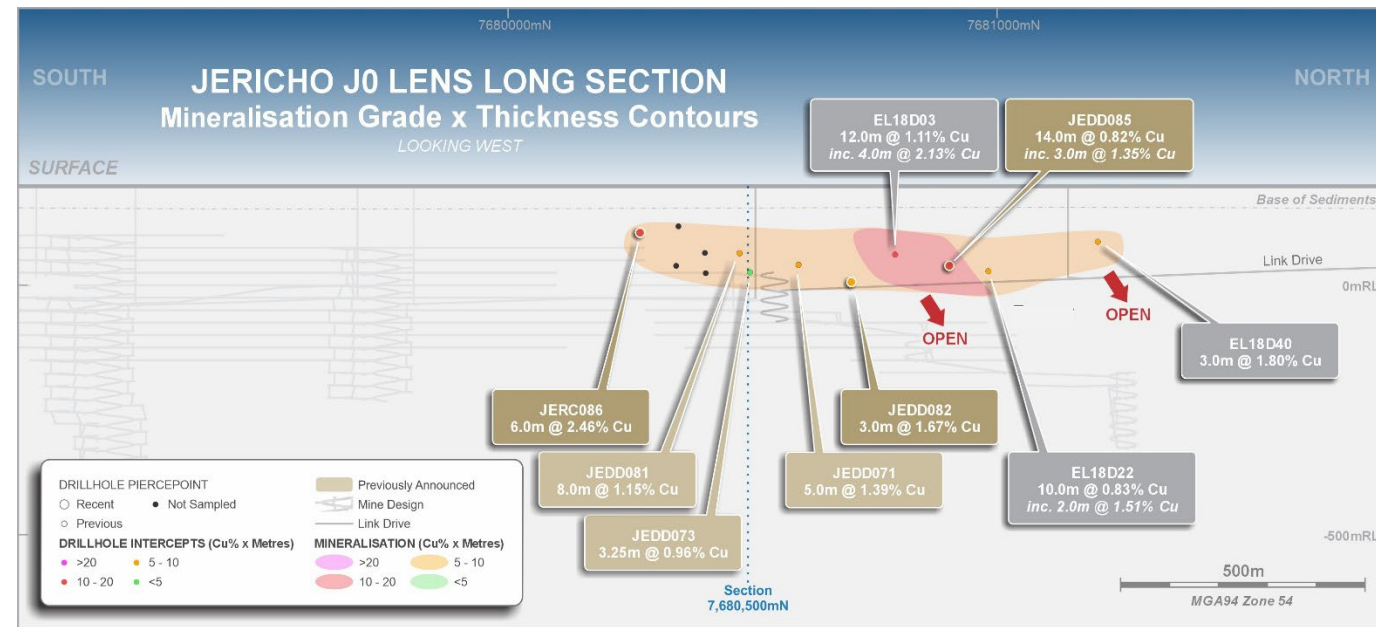 7680000mN
7681000mN
SOUTH
NORTH
JERICHO J0 LENS LONG SECTION
Mineralisation Grade x Thickness Contours
LOOKING WEST
SURFACE
EL18D03
12.0m @ 1.11% Cu
inc. 4.0m @ 2.13% Cu
JEDD085
14.0m @ 0.82% Cu
inc. 3.0m @ 1.35% Cu
Base of Sediments
Link Drive
0mRL
OPEN
OPEN
EL18D40
3.0m @ 1.80% Cu
JERC086
6.0m @ 2.46% Cu
JEDD082
3.0m @ 1.67% Cu
JEDD081
8.0m @ 1.15% Cu
JEDD071
5.0m @ 1.39% Cu
EL18D22
10.0m @ 0.83% Cu
inc. 2.0m @ 1.51% Cu
JEDD073
3.25m @ 0.96% Cu
-500mRL
DRILLHOLE PIERCEPOINT
Recent
Not Sampled
Previous
DRILLHOLE INTERCEPTS (Cu% x Metres)
>20
5 - 10
10 - 20
<5
Previously Announced
Mine Design
Link Drive
MINERALISATION (Cu% x Metres)
>20
5 - 10
10 - 20
<5
Section
7,680,500mN
500m
MGA94 Zone 54